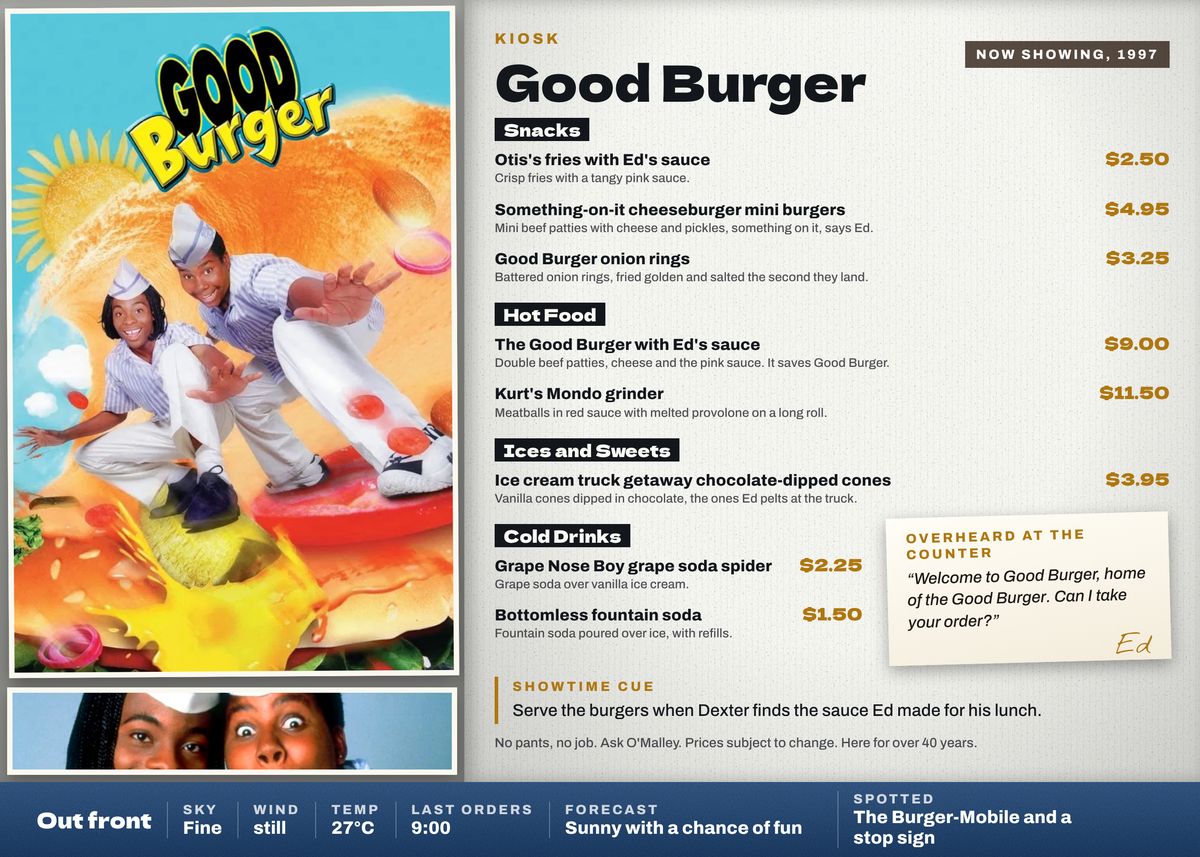 GOOD
Burger
KIOSK
NOW SHOWING, 1997
Good Burger
Snacks
Otis's fries with Ed's sauce $2.50
Crisp fries with a tangy pink sauce.
Something-on-it cheeseburger mini burgers $4.95
Mini beef patties with cheese and pickles, something on it, says Ed.
Good Burger onion rings $3.25
Battered onion rings, fried golden and salted the second they land.
Hot Food
The Good Burger with Ed's sauce $9.00
Double beef patties, cheese and the pink sauce. It saves Good Burger.
Kurt's Mondo grinder $11.50
Meatballs in red sauce with melted provolone on a long roll.
Ices and Sweets
Ice cream truck getaway chocolate-dipped cones $3.95
Vanilla cones dipped in chocolate, the ones Ed pelts at the truck.
Cold Drinks
Grape Nose Boy grape soda spider $2.25
Grape soda over vanilla ice cream.
Bottomless fountain soda $1.50
Fountain soda poured over ice, with refills.
OVERHEARD AT THE
COUNTER
“Welcome to Good Burger, home
of the Good Burger. Can I take
your order?”
Ed
SHOWTIME CUE
Serve the burgers when Dexter finds the sauce Ed made for his lunch.
No pants, no job. Ask O'Malley. Prices subject to change. Here for over 40 years.
Out front
SKY
Fine
WIND
still
TEMP
27°C
LAST ORDERS
9:00
FORECAST
Sunny with a chance of fun
SPOTTED
The Burger-Mobile and a
stop sign